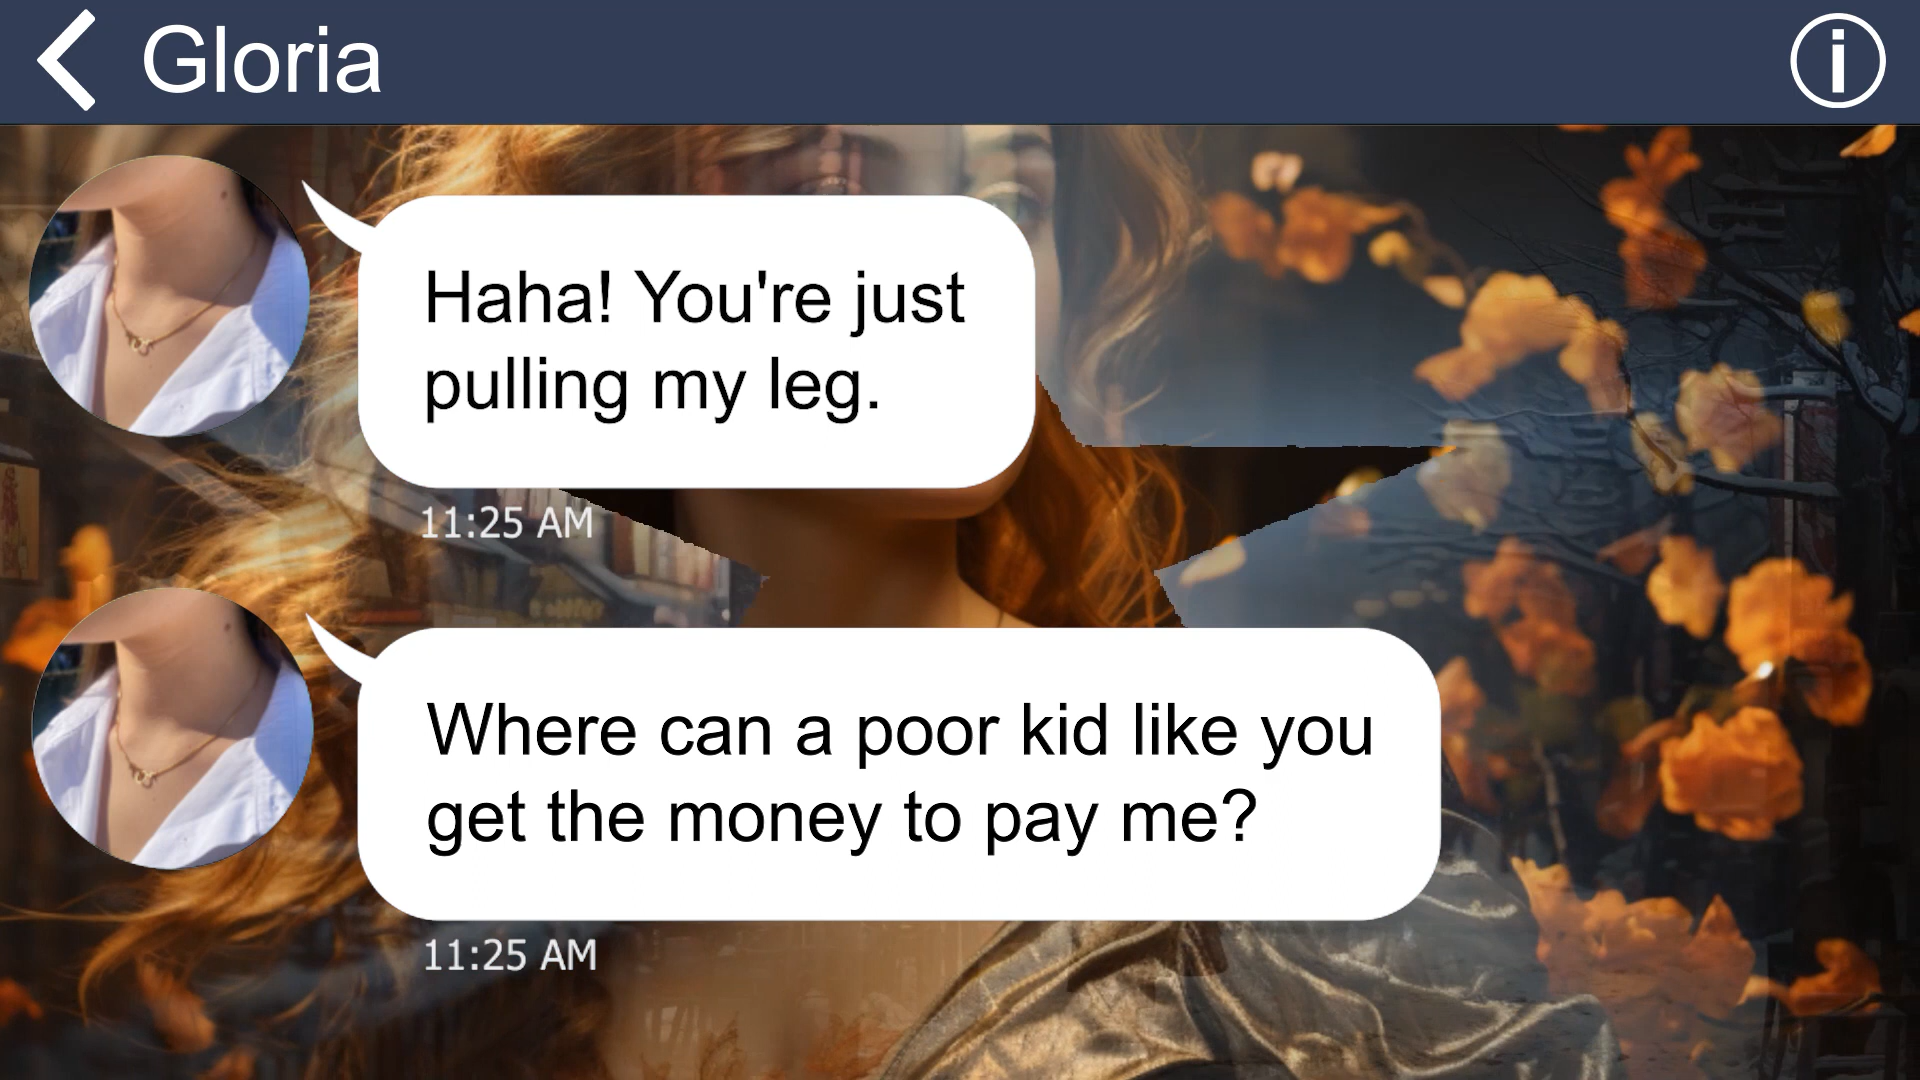 Gloria
Haha! You're just
pulling my leg.
11:25 AM
Where can a poor kid like you
get the money to pay me?
11:25 AM